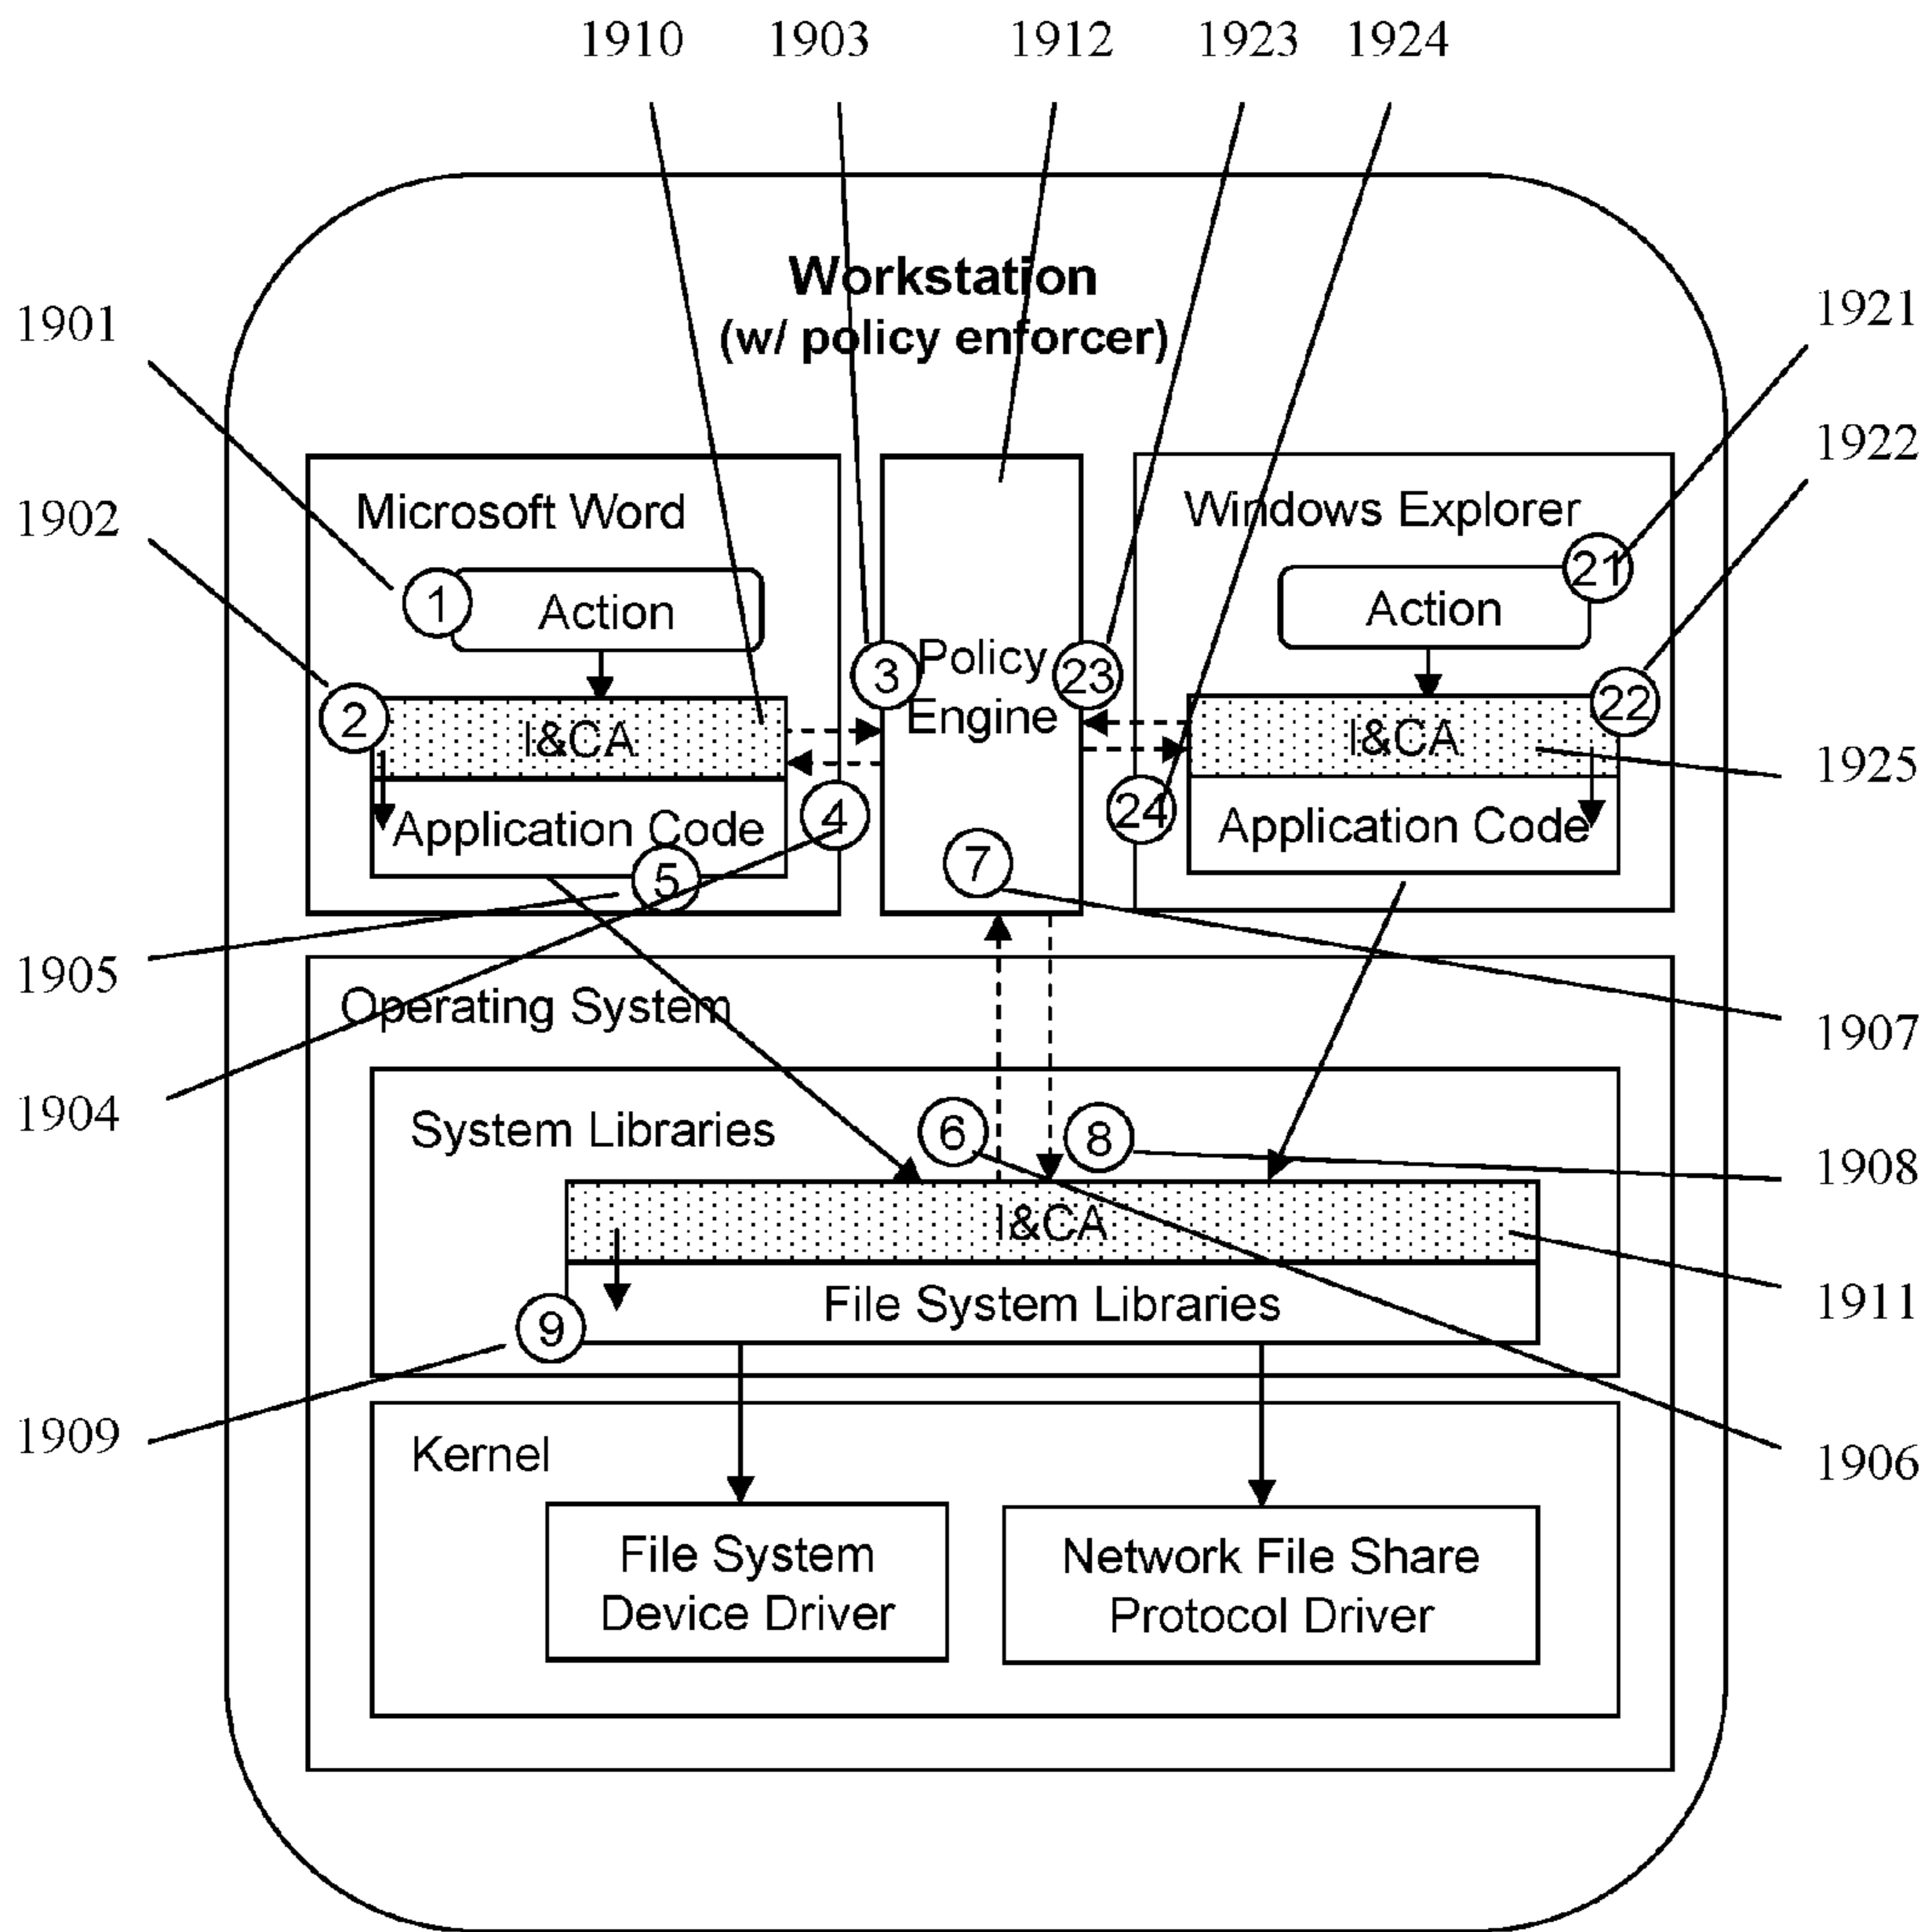 1910 1903 1912 1923 1924
Workstation
(w/ policy enforcer)
1901
1921
1902
1922
Microsoft Word
Windows Explorer
1
Action
21
Action
2
I&CA
3
Policy
Engine
23
22
I&CA
1925
Application Code
4
24
Application Code
5
7
1905
1907
Operating System
1904
System Libraries
6
8
1908
I&CA
1911
File System Libraries
9
1909
1906
Kernel
File System
Device Driver
Network File Share
Protocol Driver